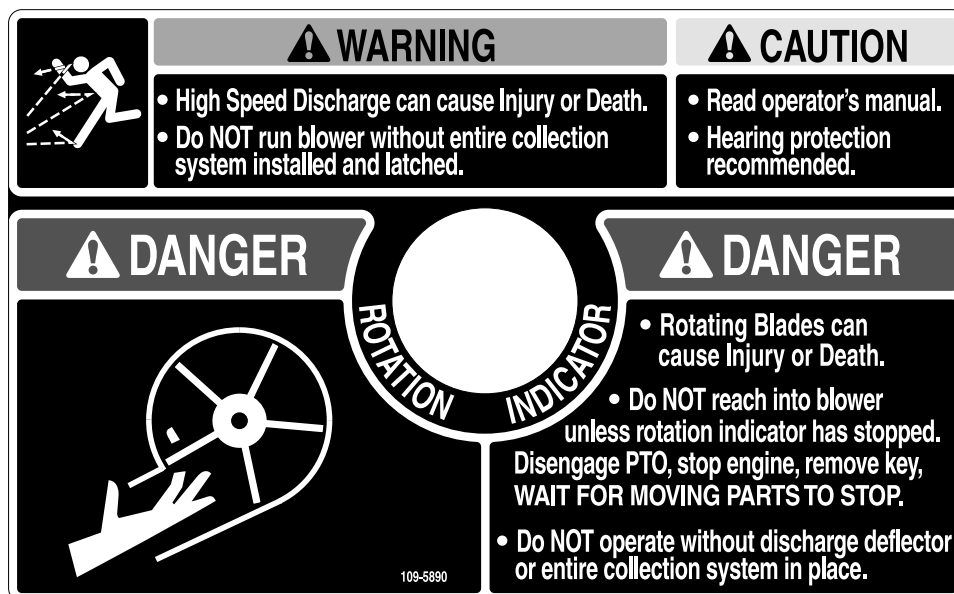 WARNING
• High Speed Discharge can cause Injury or Death.
• Do NOT run blower without entire collection
system installed and latched.
CAUTION
• Read operator's manual.
• Hearing protection
recommended.
DANGER
ROTATION INDICATOR
109-5890
DANGER
• Rotating Blades can
cause Injury or Death.
• Do NOT reach into blower
unless rotation indicator has stopped.
Disengage PTO, stop engine, remove key,
WAIT FOR MOVING PARTS TO STOP.
• Do NOT operate without discharge deflector
or entire collection system in place.